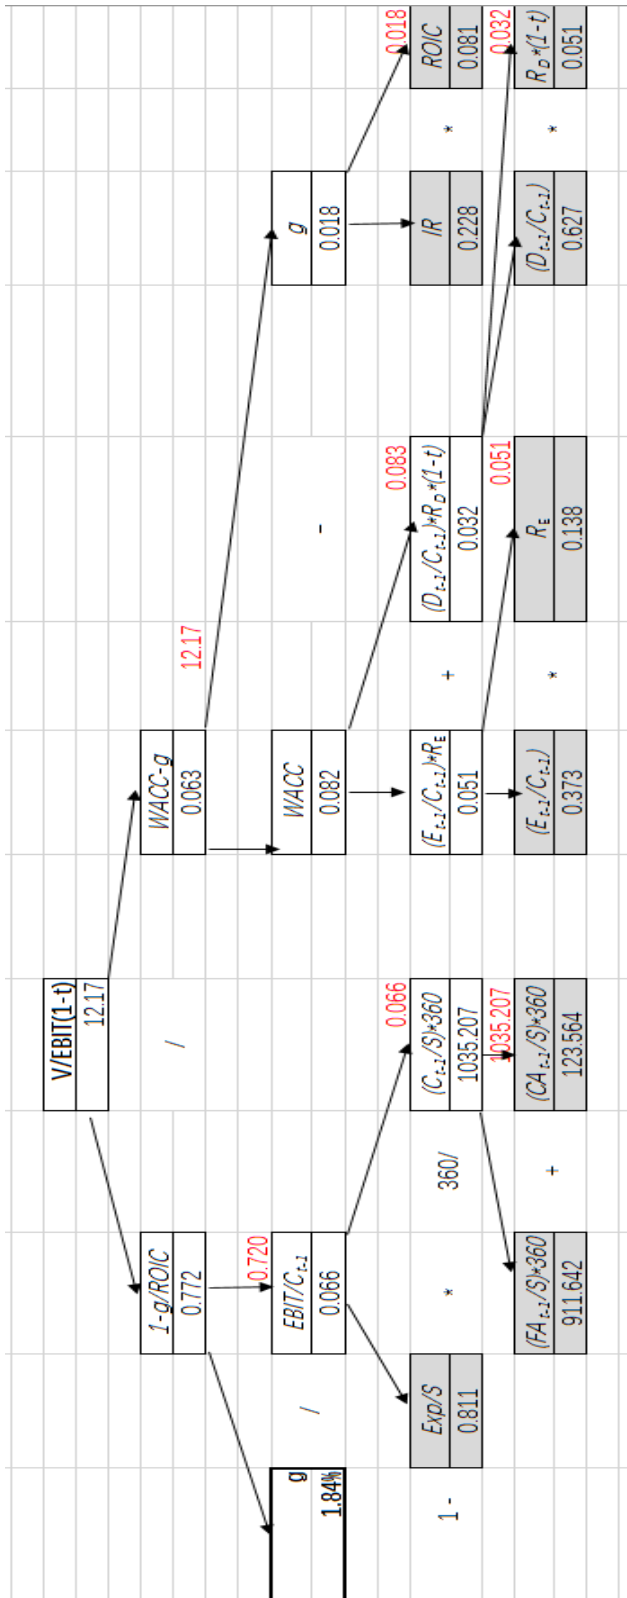 V/EBIT(1-t)
12.17
/
1-g/ROIC
0.772
WACC-g
0.063
0.720
12.17
g
1.84%
/
EBIT/Ct-1
0.066
WACC
0.082
-
g
0.018
0.066
0.083
0.018
1 -
Exp/S
0.811
*
360/
(Ct-1/S)*360
1035.207
(Et-1/Ct-1)*RE
0.051
+
(Dt-1/Ct-1)*RD*(1-t)
0.032
IR
0.228
*
ROIC
0.081
1035.207
0.051
0.032
(FAt-1/S)*360
911.642
+
(CAt-1/S)*360
123.564
(Et-1/Ct-1)
0.373
*
RE
0.138
(Dt-1/Ct-1)
0.627
*
RD*(1-t)
0.051